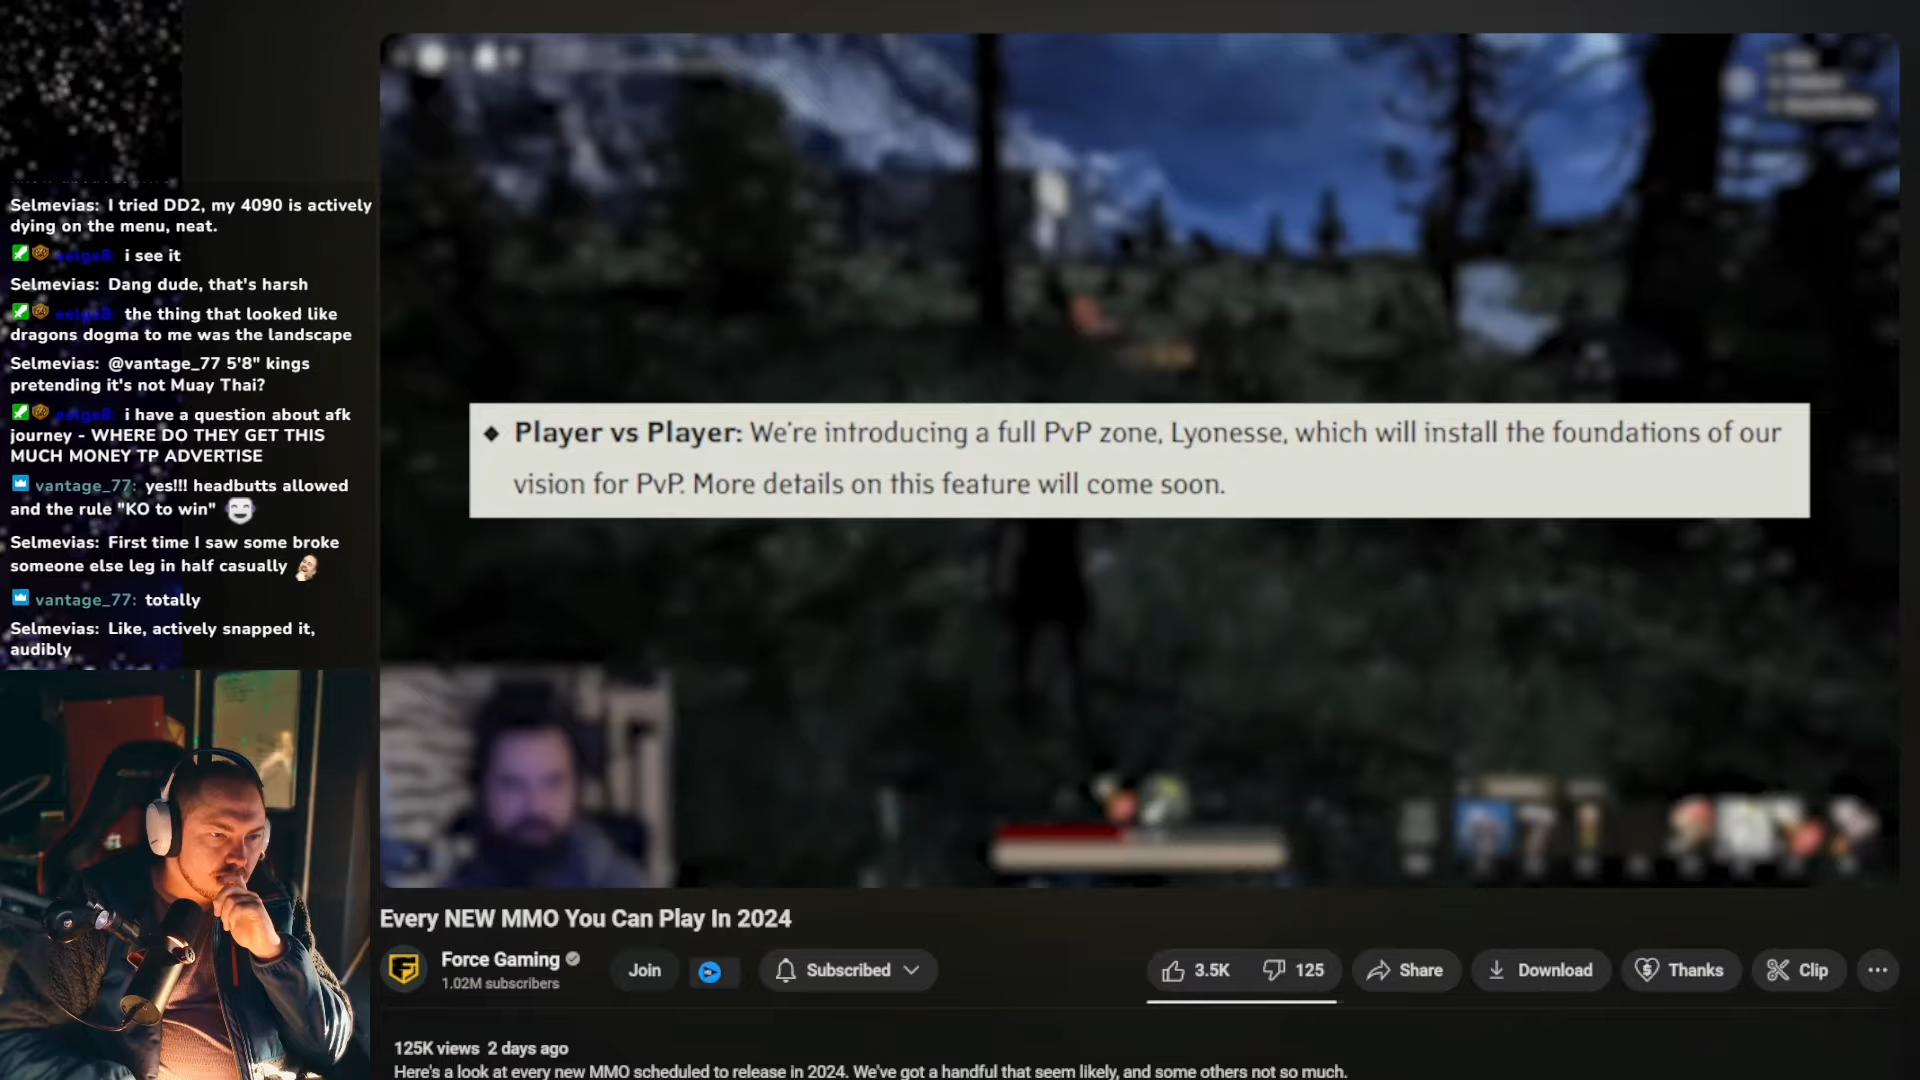 Selmevias: I tried DD2, my 4090 is actively
dying on the menu, neat.
i see it
Selmevias: Dang dude, that's harsh
the thing that looked like
dragons dogma to me was the landscape
Selmevias: @vantage_77 5'8" kings
pretending it's not Muay Thai?
i have a question about afk
journey - WHERE DO THEY GET THIS
MUCH MONEY TP ADVERTISE
vantage_77: yes!!! headbutts allowed
and the rule "KO to win"
Selmevias: First time I saw some broke
someone else leg in half casually
vantage_77: totally
Selmevias: Like, actively snapped it,
audibly
◆ Player vs Player: We're introducing a full PvP zone, Lyonesse, which will install the foundations of our
vision for PvP. More details on this feature will come soon.
Every NEW MMO You Can Play In 2024
Force Gaming
1.02M subscribers
Join
Subscribed
3.5K
125
Share
Download
Thanks
Clip
125K views 2 days ago
Here's a look at every new MMO scheduled to release in 2024. We've got a handful that seem likely, and some others not so much.